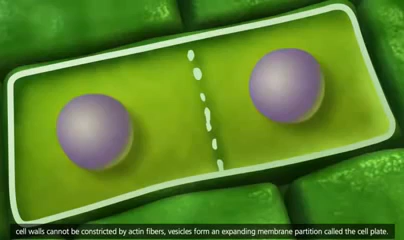 cell walls cannot be constricted by actin fibers, vesicles form an expanding membrane partition called the cell plate.